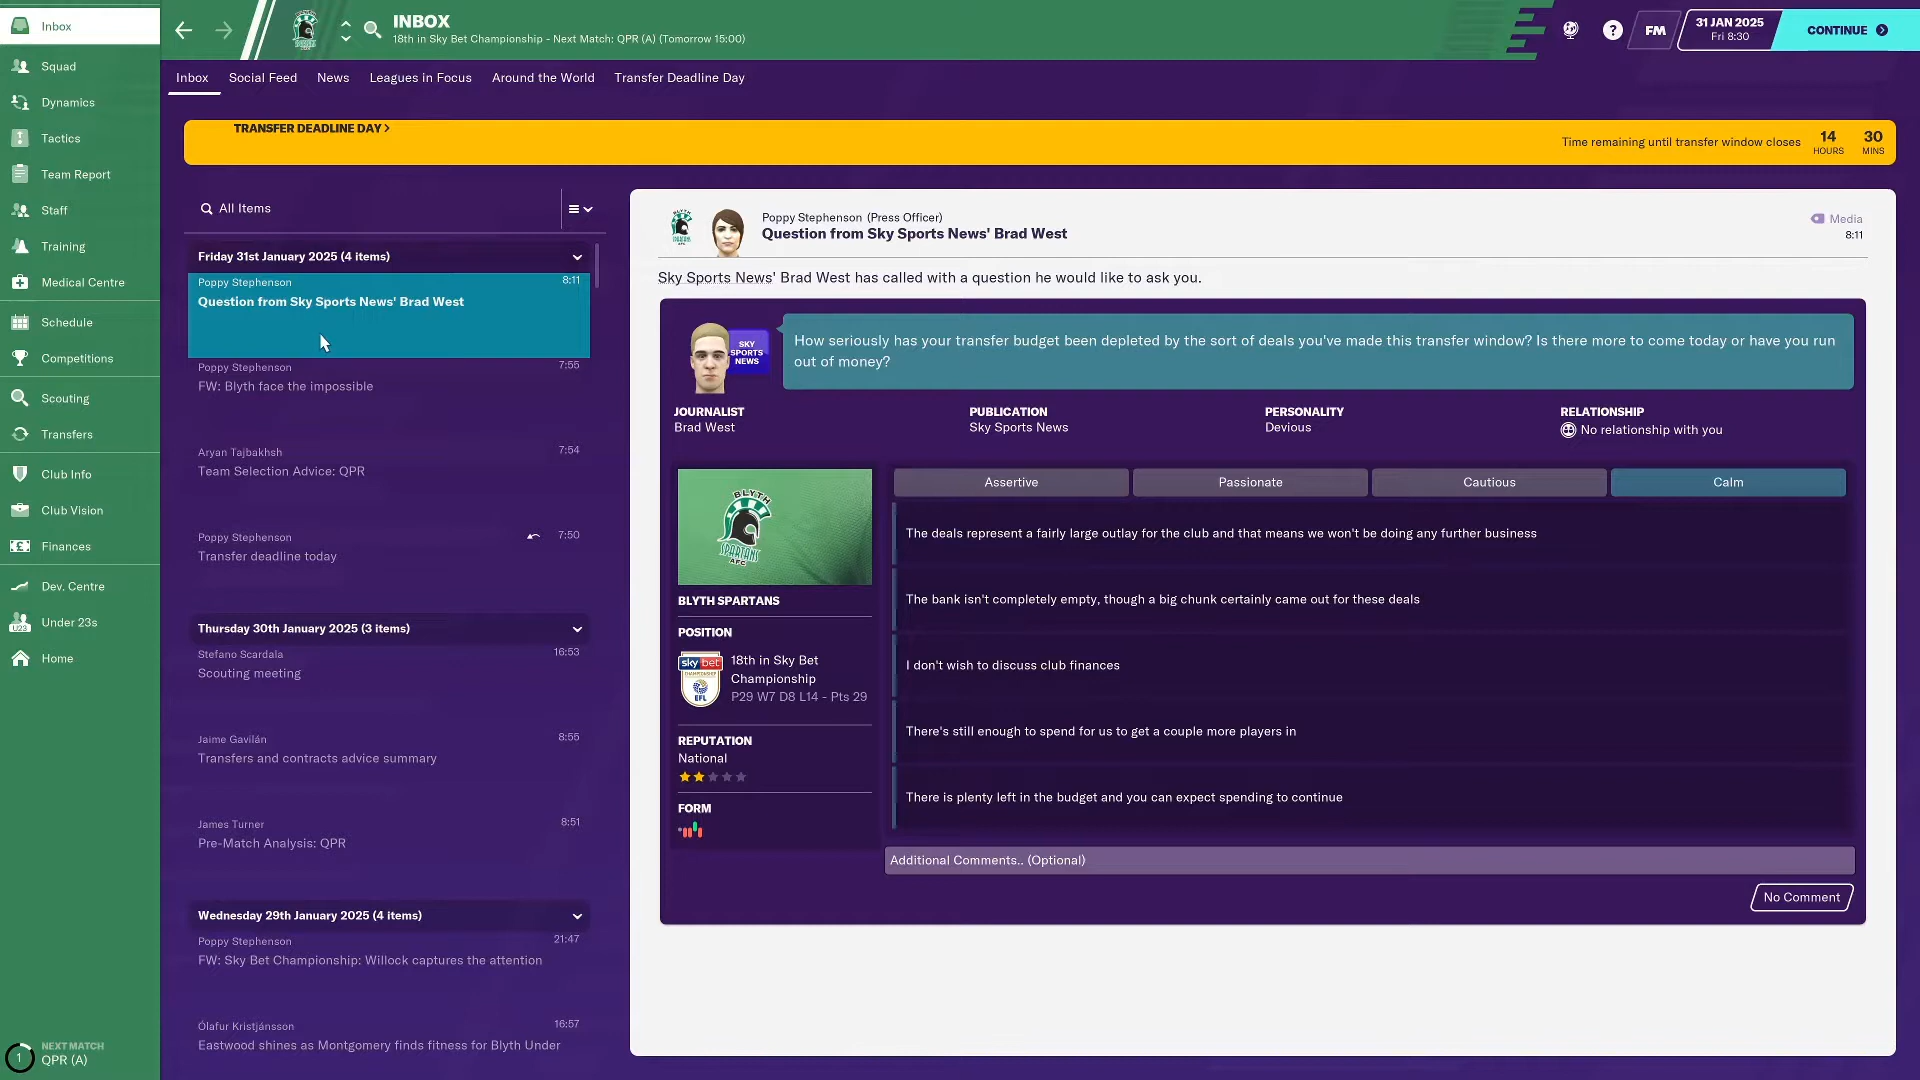 Inbox
Squad
Dynamics
Tactics
Team Report
Staff
Training
Medical Centre
Schedule
Competitions
Scouting
Transfers
Club Info
Club Vision
Finances
Dev. Centre
U23
Under 23s
Home
1
NEXT MATCH
QPR (A)
INBOX
18th in Sky Bet Championship - Next Match: QPR (A) (Tomorrow 15:00)
?
FM
31 JAN 2025
Fri 8:30
CONTINUE
Inbox
Social Feed
News
Leagues in Focus
Around the World
Transfer Deadline Day
TRANSFER DEADLINE DAY >
Time remaining until transfer window closes
14
HOURS
30
MINS
All Items
Friday 31st January 2025 (4 items)
Poppy Stephenson
8:11
Question from Sky Sports News' Brad West
Poppy Stephenson
7:55
FW: Blyth face the impossible
Aryan Tajbakhsh
7:54
Team Selection Advice: QPR
Poppy Stephenson
7:50
Transfer deadline today
Thursday 30th January 2025 (3 items)
Stefano Scardala
16:53
Scouting meeting
Jaime Gavilán
8:55
Transfers and contracts advice summary
James Turner
8:51
Pre-Match Analysis: QPR
Wednesday 29th January 2025 (4 items)
Poppy Stephenson
21:47
FW: Sky Bet Championship: Willock captures the attention
Ólafur Kristjánsson
16:57
Eastwood shines as Montgomery finds fitness for Blyth Under
Poppy Stephenson (Press Officer)
Question from Sky Sports News' Brad West
Media
8:11
Sky Sports News' Brad West has called with a question he would like to ask you.
SKY
SPORTS
NEWS
How seriously has your transfer budget been depleted by the sort of deals you've made this transfer window? Is there more to come today or have you run
out of money?
JOURNALIST
Brad West
PUBLICATION
Sky Sports News
PERSONALITY
Devious
RELATIONSHIP
No relationship with you
BLYTH
SPARTANS
AFC
BLYTH SPARTANS
POSITION
sky bet
CHAMPIONSHIP
EFL
18th in Sky Bet
Championship
P29 W7 D8 L14 - Pts 29
REPUTATION
National
FORM
Assertive
Passionate
Cautious
Calm
The deals represent a fairly large outlay for the club and that means we won't be doing any further business
The bank isn't completely empty, though a big chunk certainly came out for these deals
I don't wish to discuss club finances
There's still enough to spend for us to get a couple more players in
There is plenty left in the budget and you can expect spending to continue
Additional Comments.. (Optional)
No Comment